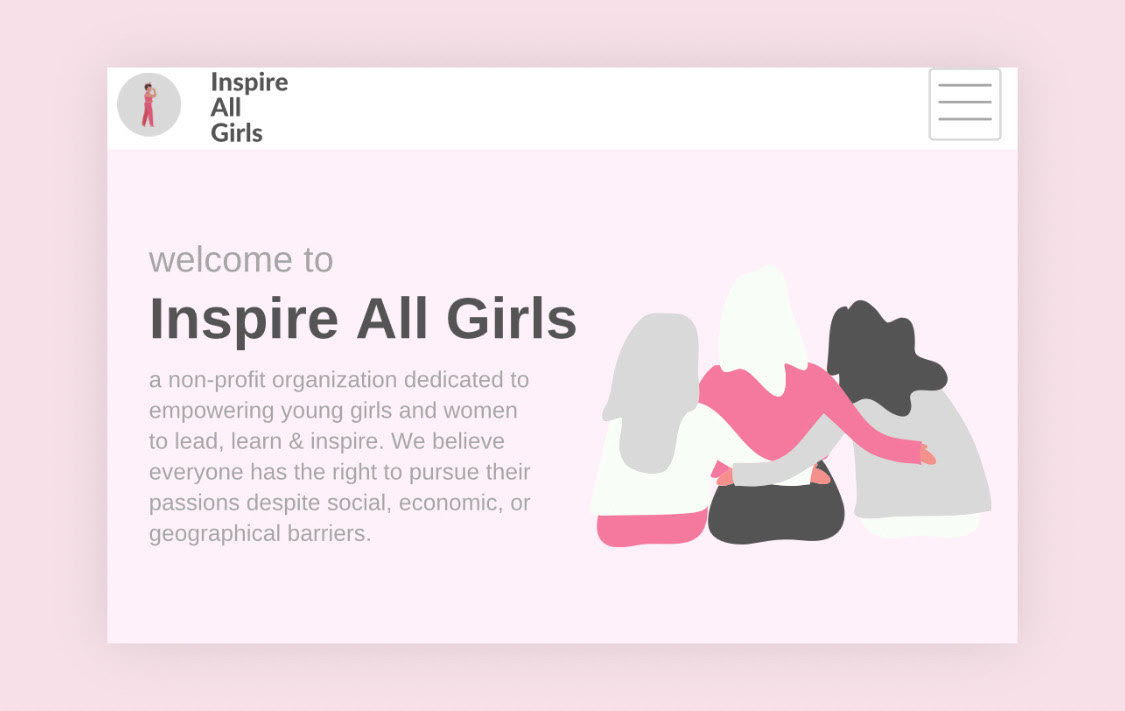 Inspire
All
Girls
welcome to
Inspire All Girls
a non-profit organization dedicated to
empowering young girls and women
to lead, learn & inspire. We believe
everyone has the right to pursue their
passions despite social, economic, or
geographical barriers.